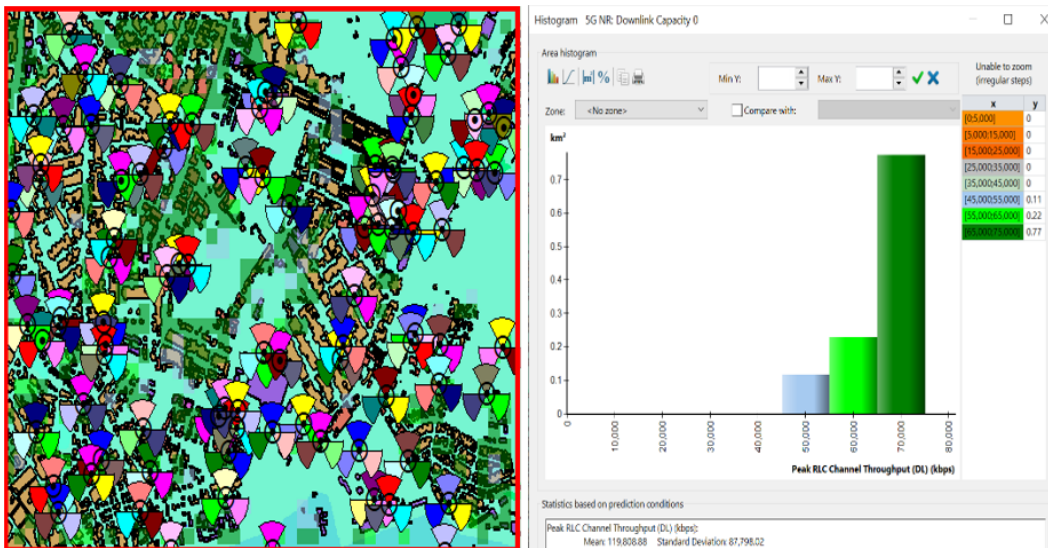 Histogram 5G NR: Downlink Capacity 0
Area histogram
Min Y:
Max Y:
Unable to zoom
(irregular steps)
Zone: <No zone>
Compare with:
x y
[0;5,000] 0
[5,000;15,000] 0
[15,000;25,000] 0
[25,000;35,000] 0
[35,000;45,000] 0
[45,000;55,000] 0.11
[55,000;65,000] 0.22
[65,000;75,000] 0.77
km²
0.7
0.6
0.5
0.4
0.3
0.2
0.1
0
0
10,000
20,000
30,000
40,000
50,000
60,000
70,000
80,000
Peak RLC Channel Throughput (DL) (kbps)
Statistics based on prediction conditions
Peak RLC Channel Throughput (DL) (kbps):
Mean: 119,808.88 Standard Deviation: 87,798.02